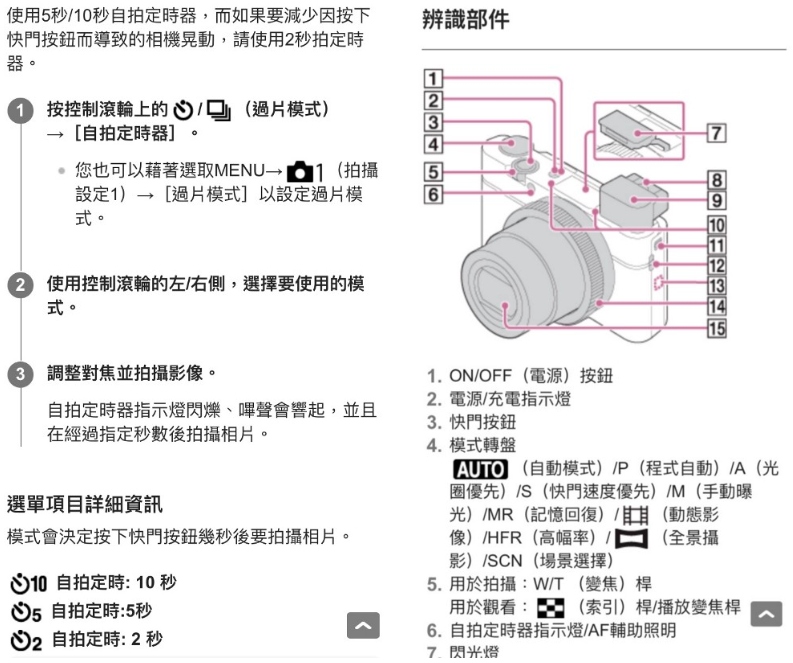 使用5秒/10秒自拍定時器，而如果要減少因按下
快門按鈕而導致的相機晃動，請使用2秒拍定時
器。
1 按控制滾輪上的 / （過片模式）
→［自拍定時器］。
您也可以藉著選取MENU→ 1（拍攝
設定1）→［過片模式］以設定過片模
式。
2 使用控制滾輪的左/右側，選擇要使用的模
式。
3 調整對焦並拍攝影像。
自拍定時器指示燈閃爍、嗶聲會響起，並且
在經過指定秒數後拍攝相片。
選單項目詳細資訊
模式會決定按下快門按鈕幾秒後要拍攝相片。
10 自拍定時: 10 秒
5 自拍定時:5秒
2 自拍定時: 2 秒
辨識部件
1
2
3
4
5
6
7
8
9
10
11
12
13
14
15
1. ON/OFF（電源）按鈕
2. 電源/充電指示燈
3. 快門按鈕
4. 模式轉盤
AUTO（自動模式）/P（程式自動）/A（光
圈優先）/S（快門速度優先）/M（手動曝
光）/MR（記憶回復）/ （動態影
像）/HFR（高幅率）/ （全景攝
影）/SCN（場景選擇）
5. 用於拍攝：W/T（變焦）桿
用於觀看： （索引）桿/播放變焦桿
6. 自拍定時器指示燈/AF輔助照明
7. 閃光燈